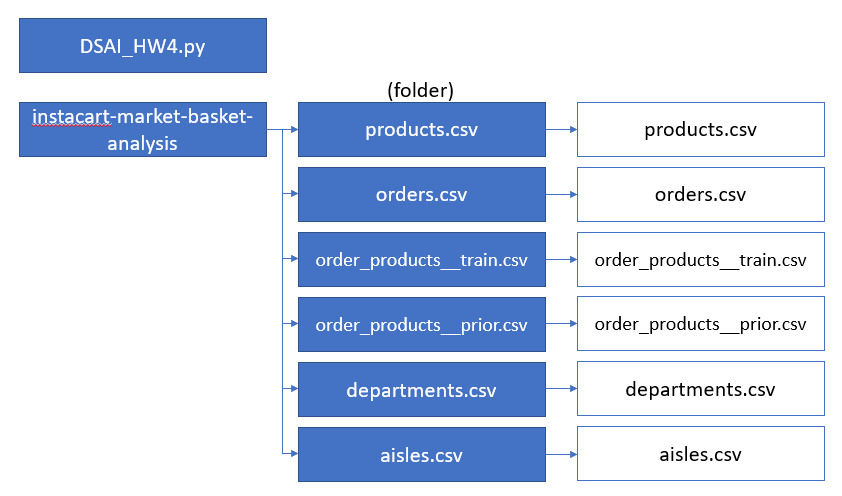 DSAI_HW4.py
(folder)
instacart-market-basket-
analysis
products.csv
products.csv
orders.csv
orders.csv
order_products__train.csv
order_products__train.csv
order_products__prior.csv
order_products__prior.csv
departments.csv
departments.csv
aisles.csv
aisles.csv